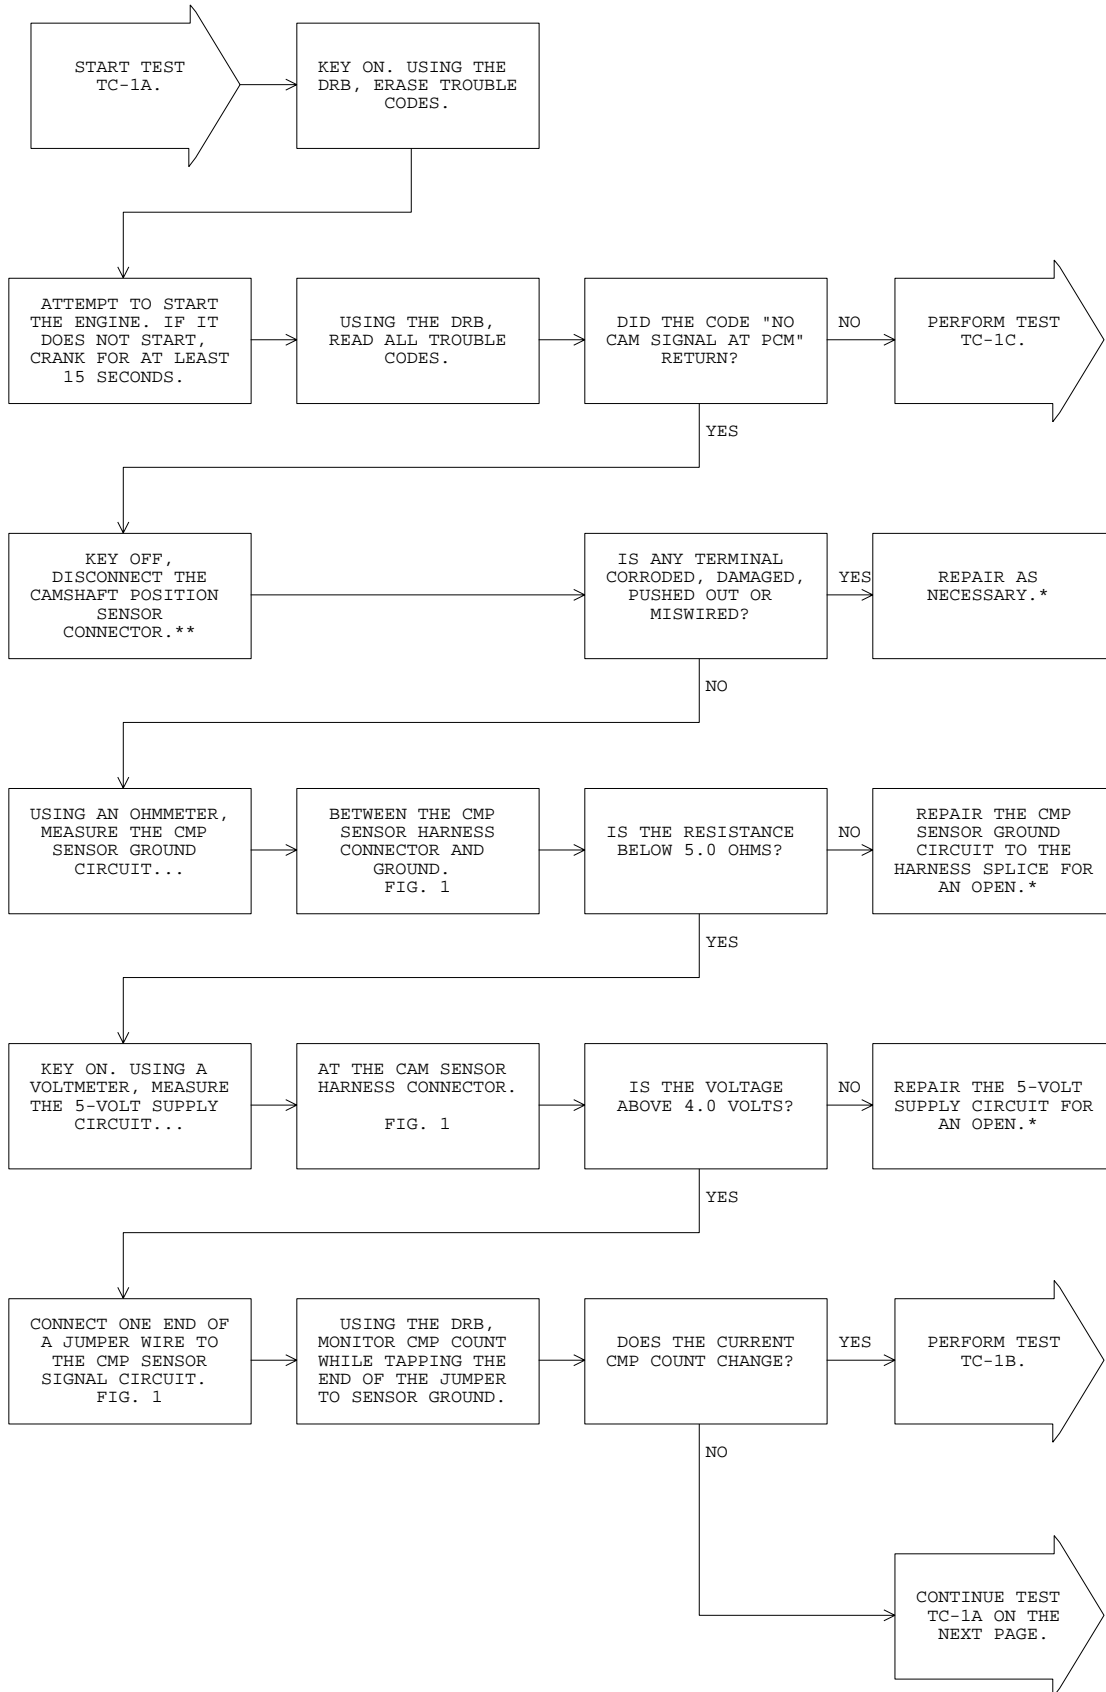 START TEST
TC-1A.
KEY ON. USING THE
DRB, ERASE TROUBLE
CODES.
ATTEMPT TO START
THE ENGINE. IF IT
DOES NOT START,
CRANK FOR AT LEAST
15 SECONDS.
USING THE DRB,
READ ALL TROUBLE
CODES.
DID THE CODE "NO
CAM SIGNAL AT PCM"
RETURN?
NO
PERFORM TEST
TC-1C.
YES
KEY OFF,
DISCONNECT THE
CAMSHAFT POSITION
SENSOR
CONNECTOR.**
IS ANY TERMINAL
CORRODED, DAMAGED,
PUSHED OUT OR
MISWIRED?
YES
REPAIR AS
NECESSARY.*
NO
USING AN OHMMETER,
MEASURE THE CMP
SENSOR GROUND
CIRCUIT...
BETWEEN THE CMP
SENSOR HARNESS
CONNECTOR AND
GROUND.
FIG. 1
IS THE RESISTANCE
BELOW 5.0 OHMS?
NO
REPAIR THE CMP
SENSOR GROUND
CIRCUIT TO THE
HARNESS SPLICE FOR
AN OPEN.*
YES
KEY ON. USING A
VOLTMETER, MEASURE
THE 5-VOLT SUPPLY
CIRCUIT...
AT THE CAM SENSOR
HARNESS CONNECTOR.
FIG. 1
IS THE VOLTAGE
ABOVE 4.0 VOLTS?
NO
REPAIR THE 5-VOLT
SUPPLY CIRCUIT FOR
AN OPEN.*
YES
CONNECT ONE END OF
A JUMPER WIRE TO
THE CMP SENSOR
SIGNAL CIRCUIT.
FIG. 1
USING THE DRB,
MONITOR CMP COUNT
WHILE TAPPING THE
END OF THE JUMPER
TO SENSOR GROUND.
DOES THE CURRENT
CMP COUNT CHANGE?
YES
PERFORM TEST
TC-1B.
NO
CONTINUE TEST
TC-1A ON THE
NEXT PAGE.